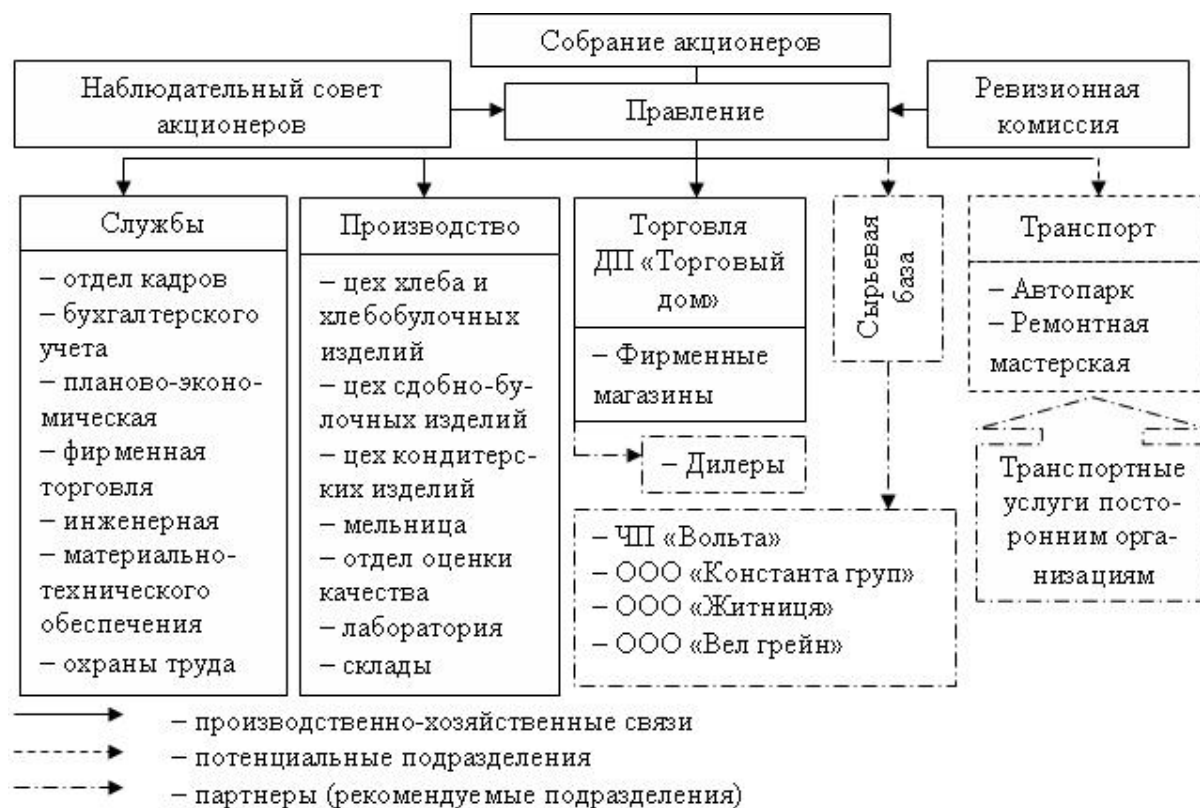 Собрание акционеров
Наблюдательный совет
акционеров
Правление
Ревизионная
комиссия
Службы
– отдел кадров
– бухгалтерского
учета
– планово-эконо-
мическая
– фирменная
торговля
– инженерная
– материально-
технического
обеспечения
– охраны труда
Производство
– цех хлеба и
хлебобулочных
изделий
– цех сдобно-бу-
лочных изделий
– цех кондитерс-
ких изделий
– мельница
– отдел оценки
качества
– лаборатория
– склады
Торговля
ДП «Торговый
дом»
– Фирменные
магазины
– Дилеры
Сырьевая
база
– ЧП «Вольта»
– ООО «Константа груп»
– ООО «Житниця»
– ООО «Вел грейн»
Транспорт
– Автопарк
– Ремонтная
мастерская
Транспортные
услуги посто-
ронним орга-
низациям
– производственно-хозяйственные связи
– потенциальные подразделения
– партнеры (рекомендуемые подразделения)